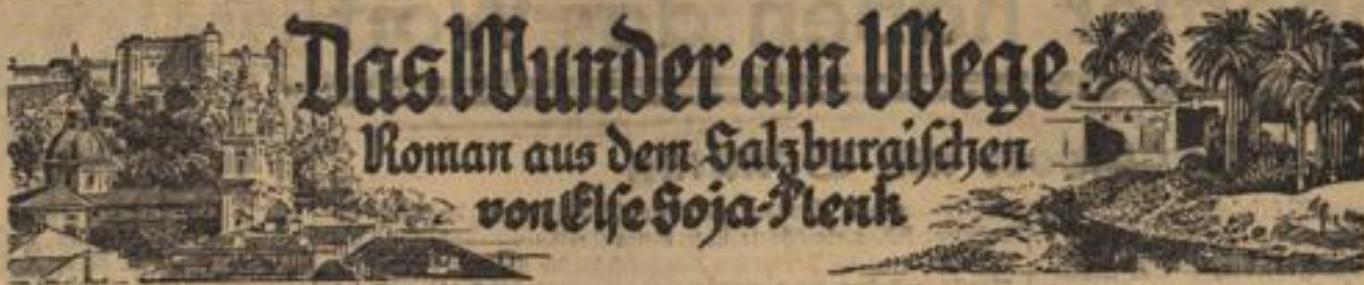 Das Wunder am Wege
Roman aus dem Salzburgischen
von Else Soja-Plenk